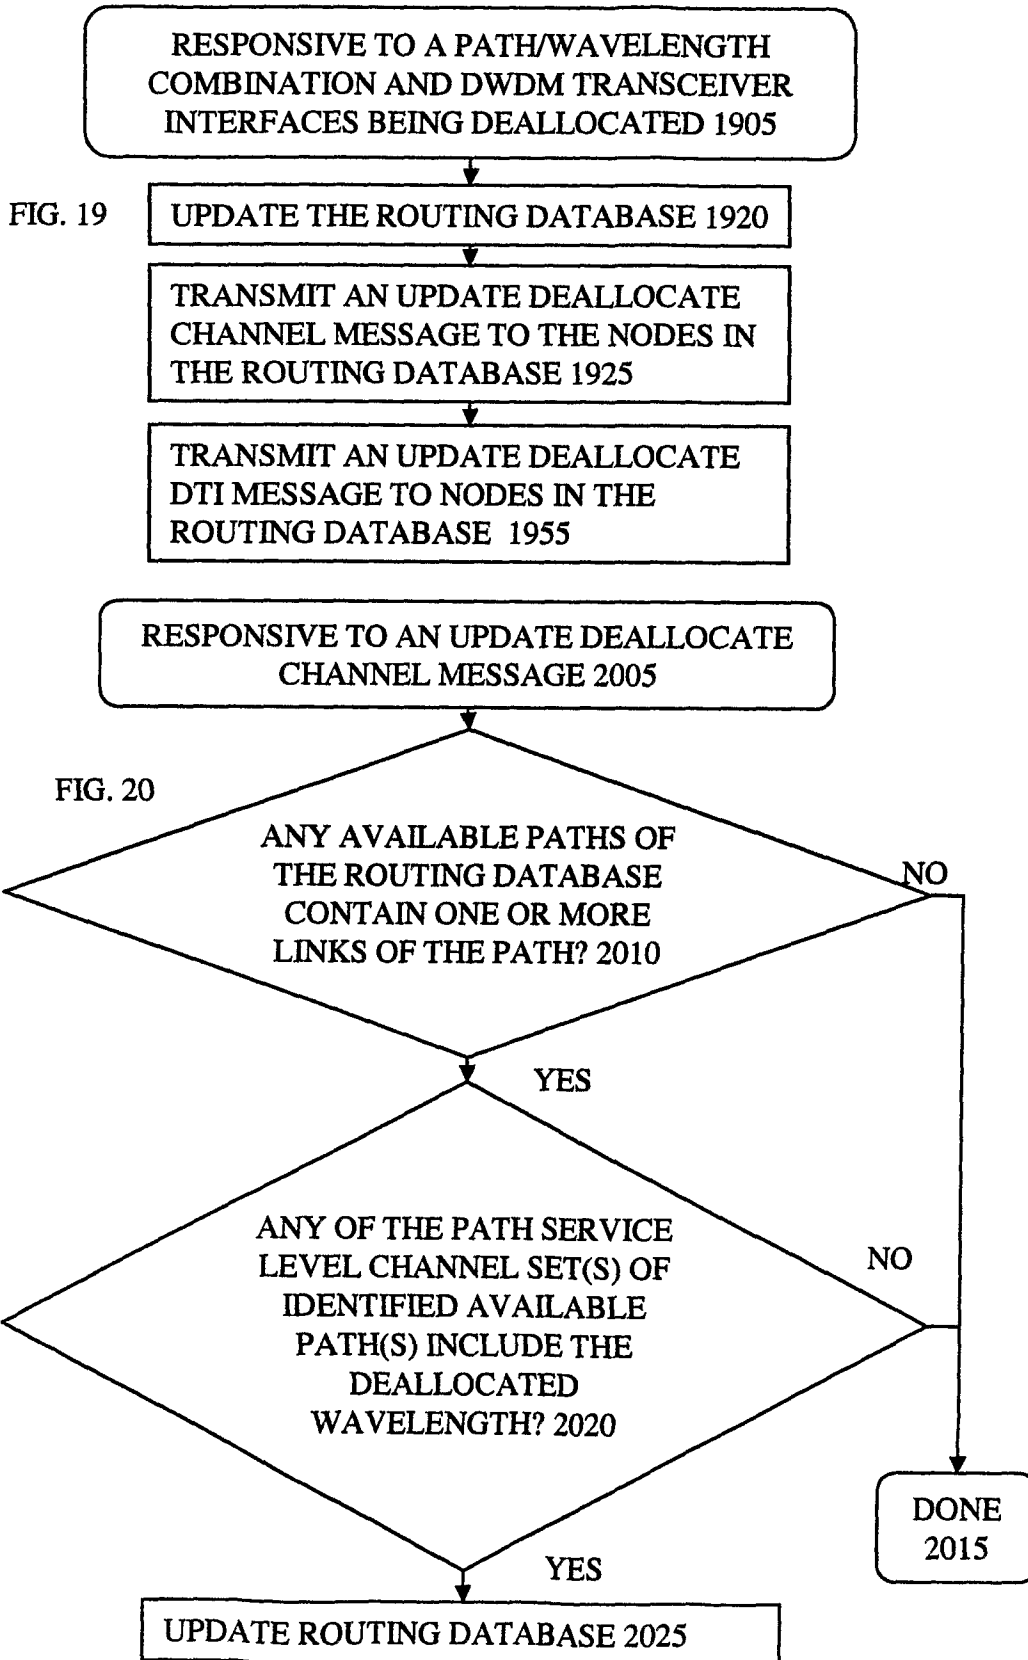 RESPONSIVE TO A PATH/WAVELENGTH
COMBINATION AND DWDM TRANSCEIVER
INTERFACES BEING DEALLOCATED 1905
FIG. 19
UPDATE THE ROUTING DATABASE 1920
TRANSMIT AN UPDATE DEALLOCATE
CHANNEL MESSAGE TO THE NODES IN
THE ROUTING DATABASE 1925
TRANSMIT AN UPDATE DEALLOCATE
DTI MESSAGE TO NODES IN THE
ROUTING DATABASE 1955
RESPONSIVE TO AN UPDATE DEALLOCATE
CHANNEL MESSAGE 2005
FIG. 20
ANY AVAILABLE PATHS OF
THE ROUTING DATABASE
CONTAIN ONE OR MORE
LINKS OF THE PATH? 2010
NO
YES
ANY OF THE PATH SERVICE
LEVEL CHANNEL SET(S) OF
IDENTIFIED AVAILABLE
PATH(S) INCLUDE THE
DEALLOCATED
WAVELENGTH? 2020
NO
DONE
2015
YES
UPDATE ROUTING DATABASE 2025